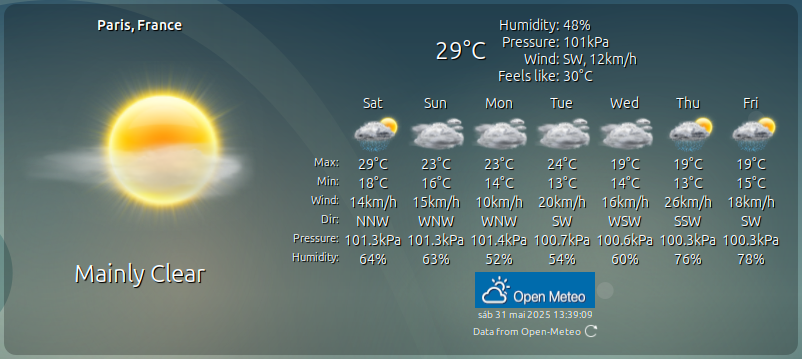 Paris, France
29°C
Humidity: 48%
Pressure: 101kPa
Wind: SW, 12km/h
Feels like: 30°C
Mainly Clear
Sat Sun Mon Tue Wed Thu Fri
Max: 29°C 23°C 23°C 24°C 19°C 19°C 19°C
Min: 18°C 16°C 14°C 13°C 14°C 13°C 15°C
Wind: 14km/h 15km/h 10km/h 20km/h 16km/h 26km/h 18km/h
Dir: NNW WNW WNW SW WSW SSW SW
Pressure: 101.3kPa 101.3kPa 101.4kPa 100.7kPa 100.6kPa 100.3kPa 100.3kPa
Humidity: 64% 63% 52% 54% 60% 76% 78%
Open Meteo
sáb 31 mai 2025 13:39:09
Data from Open-Meteo